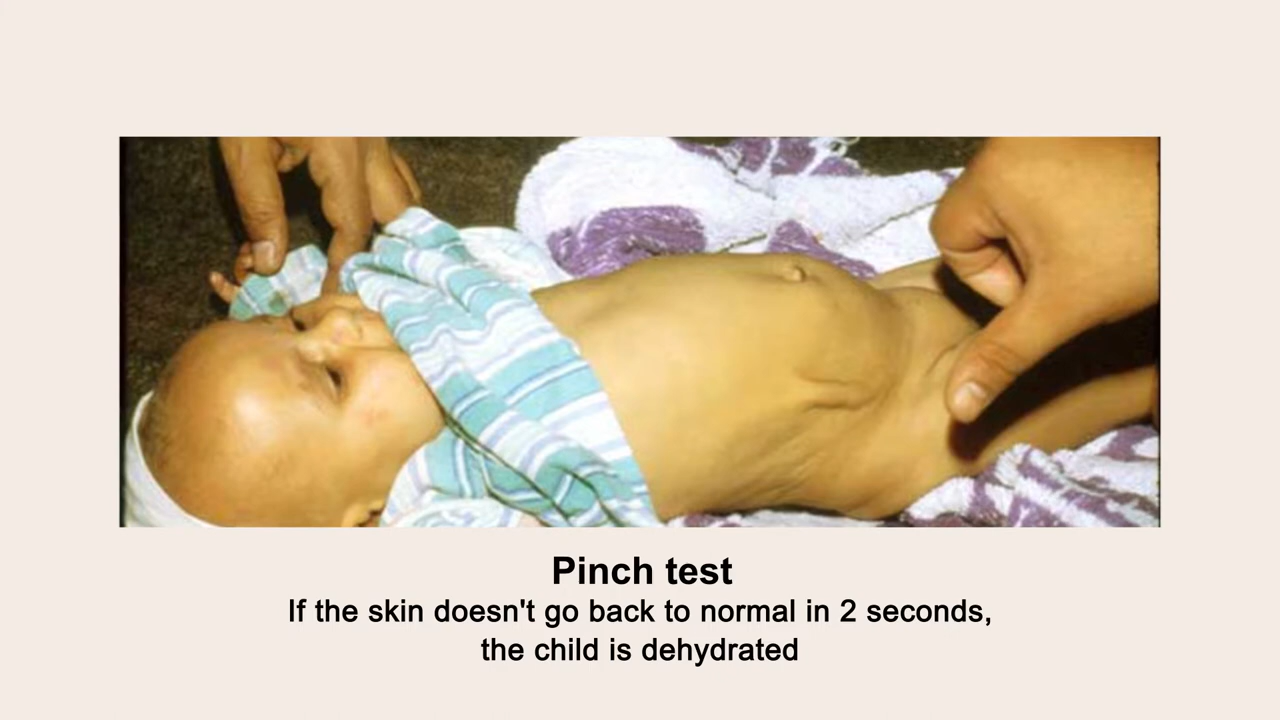 Pinch test
If the skin doesn't go back to normal in 2 seconds,
the child is dehydrated